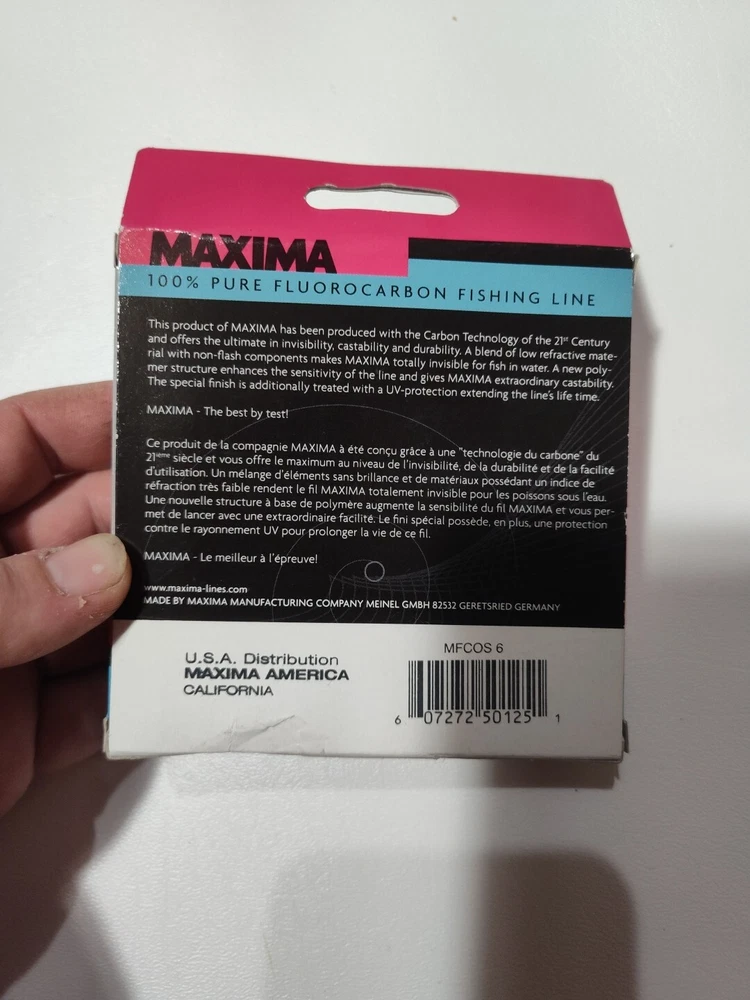 MAXIMA
100% PURE FLUOROCARBON FISHING LINE
This product of MAXIMA has been produced with the Carbon Technology of the 21st Century
and offers the ultimate in invisibility, castability and durability. A blend of low refractive mate-
rial with non-flash components makes MAXIMA totally invisible for fish in water. A new poly-
mer structure enhances the sensitivity of the line and gives MAXIMA extraordinary castability.
The special finish is additionally treated with a UV-protection extending the line's life time.
MAXIMA - The best by test!
Ce produit de la compagnie MAXIMA à été conçu grâce à une "technologie du carbone" du
21ième siècle et vous offre le maximum au niveau de l'invisibilité, de la durabilité et de la facilité
d'utilisation. Un mélange d'éléments sans brillance et de matériaux possédant un indice de
réfraction très faible rendent le fil MAXIMA totalement invisible pour les poissons sous l'eau.
Une nouvelle structure à base de polymère augmente la sensibilité du fil MAXIMA et vous per-
met de lancer avec une extraordinaire facilité. Le fini spécial possède, en plus, une protection
contre le rayonnement UV pour prolonger la vie de ce fil.
MAXIMA - Le meilleur à l'épreuve!
www.maxima-lines.com
MADE BY MAXIMA MANUFACTURING COMPANY MEINEL GMBH 82532 GERETSRIED GERMANY
U.S.A. Distribution
MAXIMA AMERICA
CALIFORNIA
MFCOS 6
6 07272 50125 1